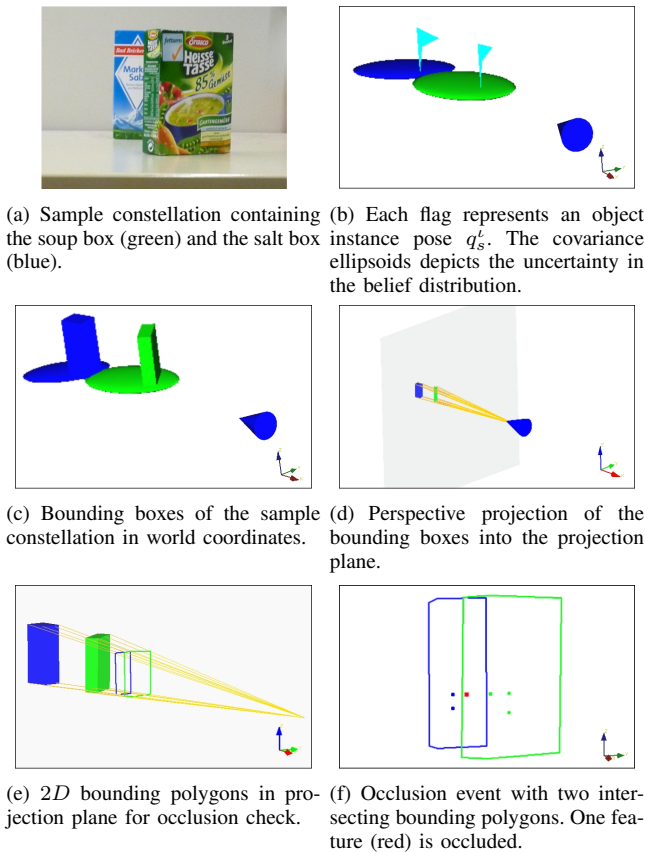 Bad Reichen
Mark
Salz
fettarm
erasco
Heisse
Tasse
85%
Gemüse
(a) Sample constellation containing
the soup box (green) and the salt box
(blue).
(b) Each flag represents an object
instance pose q_s^ι. The covariance
ellipsoids depicts the uncertainty in
the belief distribution.
(c) Bounding boxes of the sample
constellation in world coordinates.
(d) Perspective projection of the
bounding boxes into the projection
plane.
(e) 2D bounding polygons in pro-
jection plane for occlusion check.
(f) Occlusion event with two inter-
secting bounding polygons. One fea-
ture (red) is occluded.